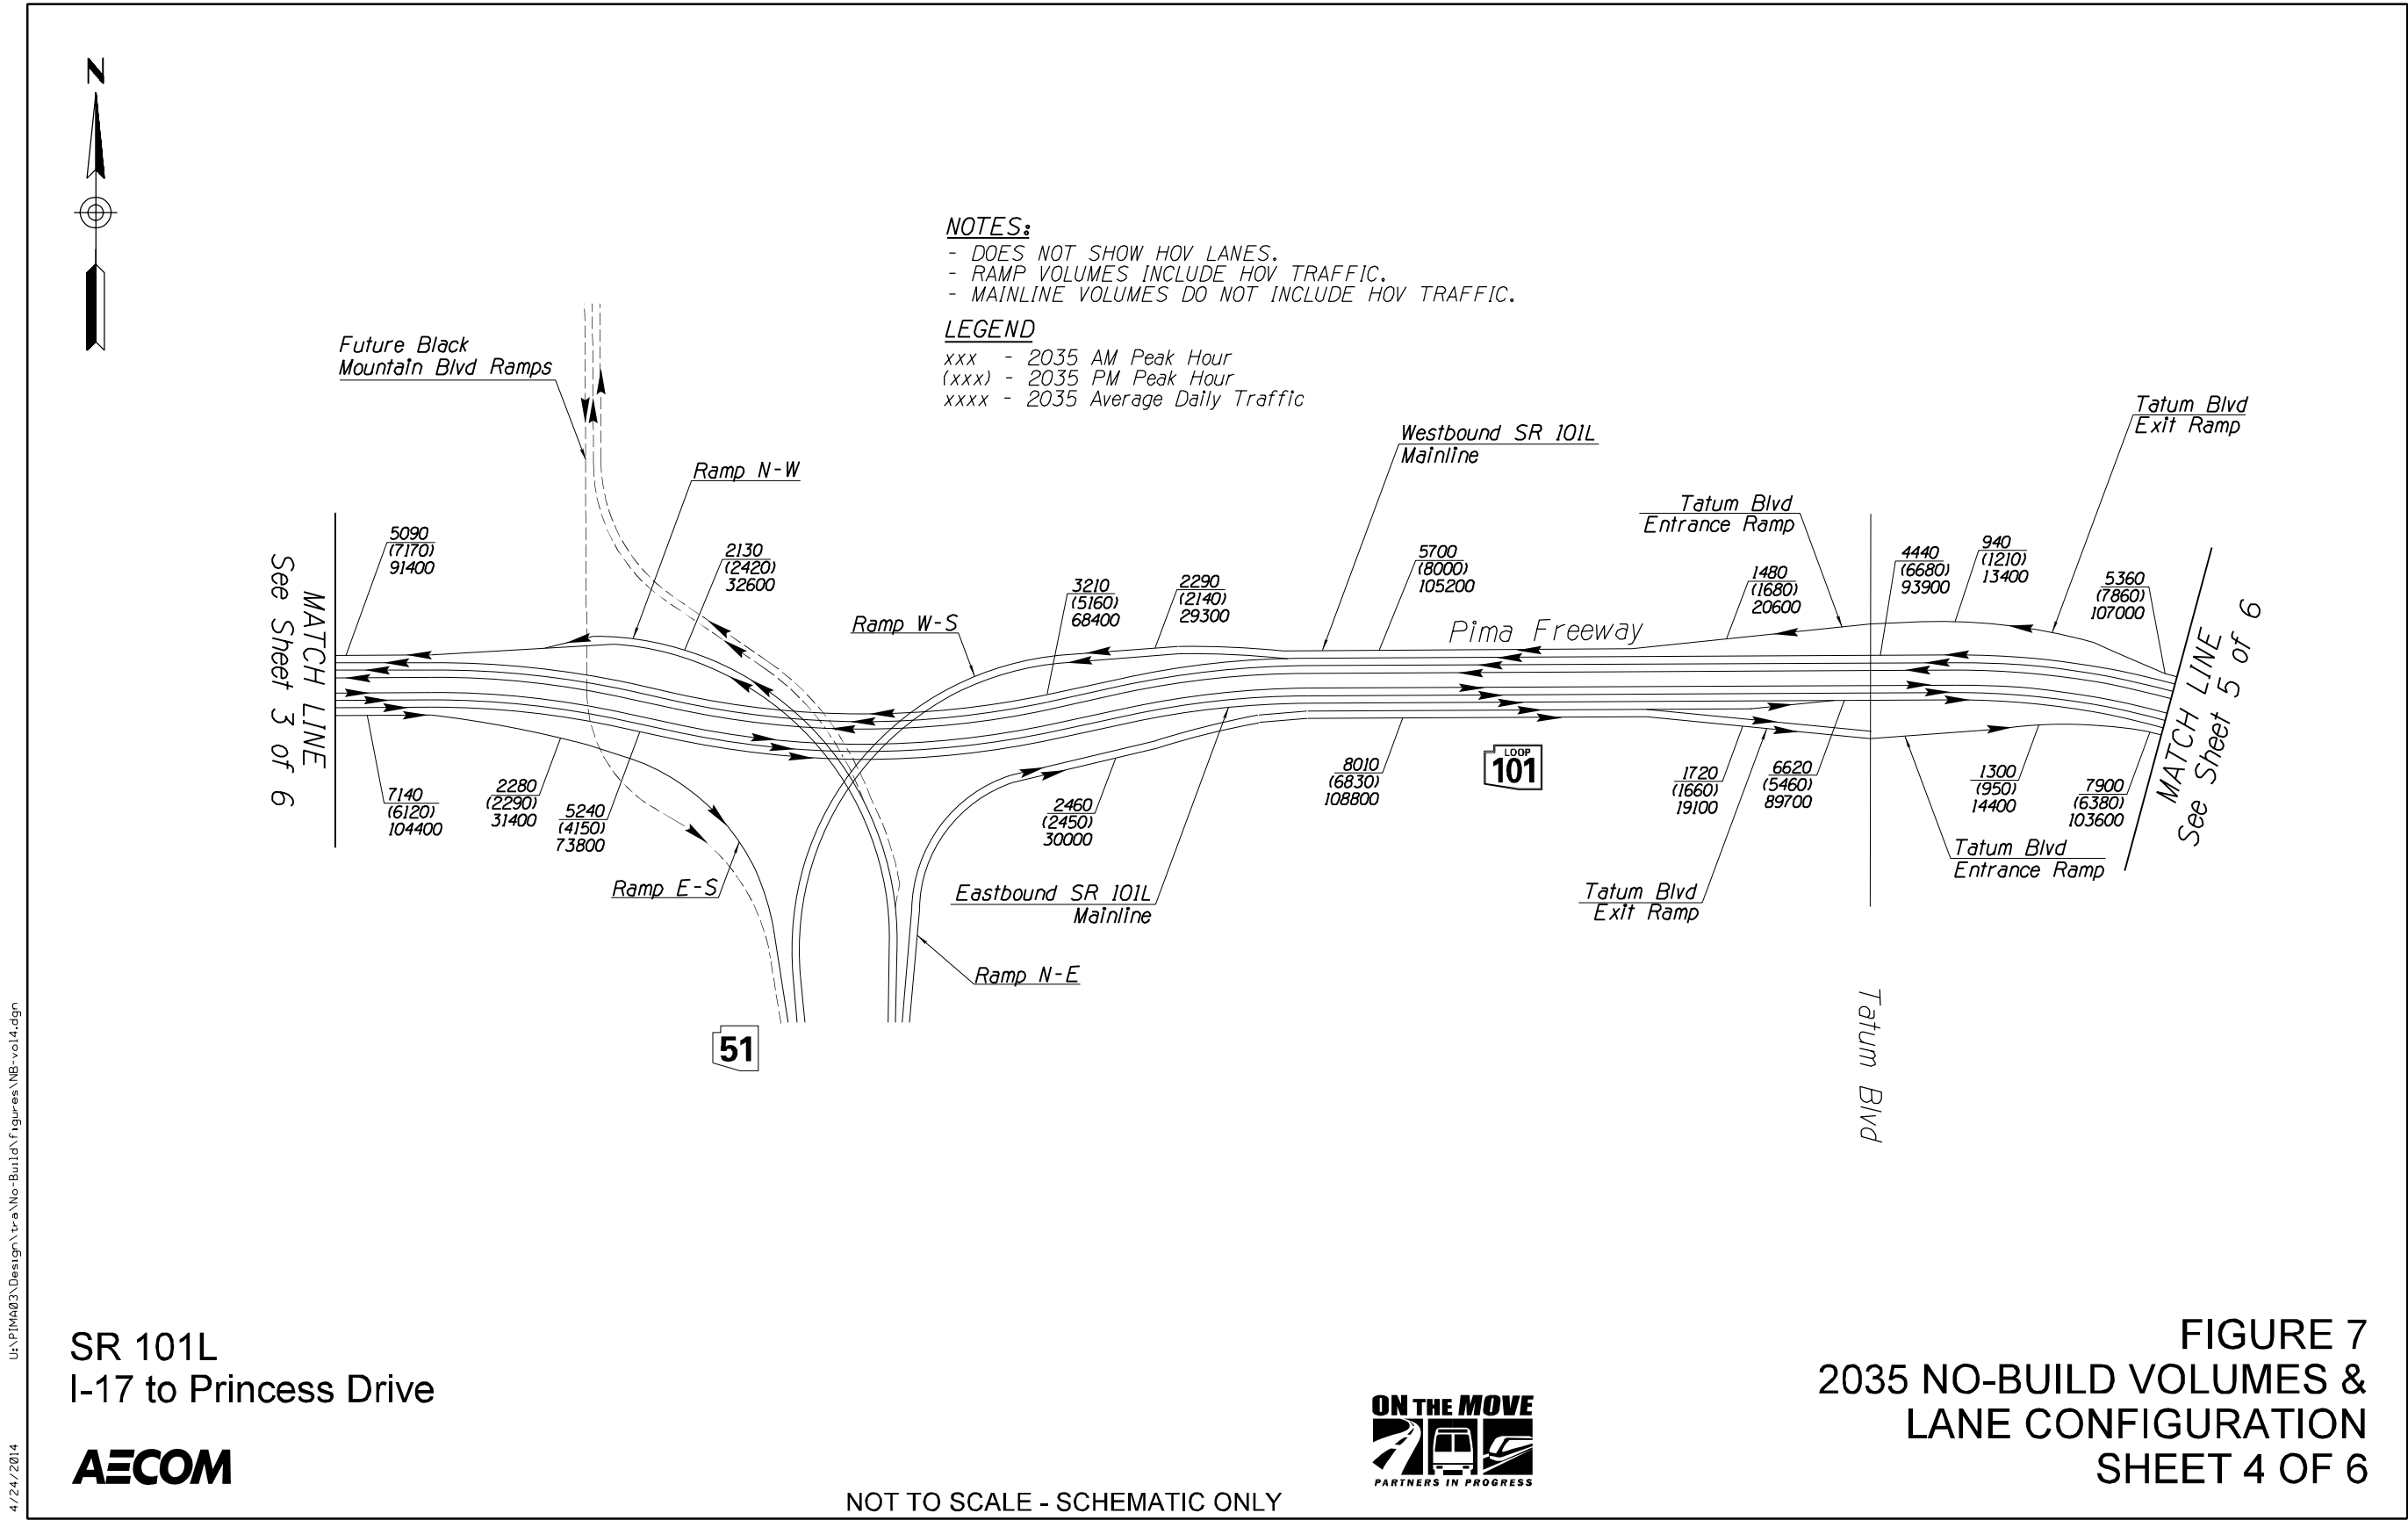 N
NOTES:
- DOES NOT SHOW HOV LANES.
- RAMP VOLUMES INCLUDE HOV TRAFFIC.
- MAINLINE VOLUMES DO NOT INCLUDE HOV TRAFFIC.
LEGEND
xxx - 2035 AM Peak Hour
(xxx) - 2035 PM Peak Hour
xxxx - 2035 Average Daily Traffic
Future Black
Mountain Blvd Ramps
Ramp N-W
Westbound SR 101L
Mainline
Tatum Blvd
Exit Ramp
Tatum Blvd
Entrance Ramp
5090
(7170)
91400
2130
(2420)
32600
Ramp W-S
3210
(5160)
68400
2290
(2140)
29300
5700
(8000)
105200
Pima Freeway
1480
(1680)
20600
4440
(6680)
93900
940
(1210)
13400
5360
(7860)
107000
MATCH LINE
See Sheet 3 of 6
MATCH LINE
See Sheet 5 of 6
7140
(6120)
104400
2280
(2290)
31400
5240
(4150)
73800
Ramp E-S
2460
(2450)
30000
Eastbound SR 101L
Mainline
Ramp N-E
8010
(6830)
108800
LOOP
101
1720
(1660)
19100
6620
(5460)
89700
1300
(950)
14400
7900
(6380)
103600
Tatum Blvd
Exit Ramp
Tatum Blvd
Entrance Ramp
Tatum Blvd
51
U:\PIMA03\Design\tra\No-Build\figures\NB-vol4.dgn
4/24/2014
SR 101L
I-17 to Princess Drive
AECOM
NOT TO SCALE - SCHEMATIC ONLY
ON THE MOVE
PARTNERS IN PROGRESS
FIGURE 7
2035 NO-BUILD VOLUMES &
LANE CONFIGURATION
SHEET 4 OF 6